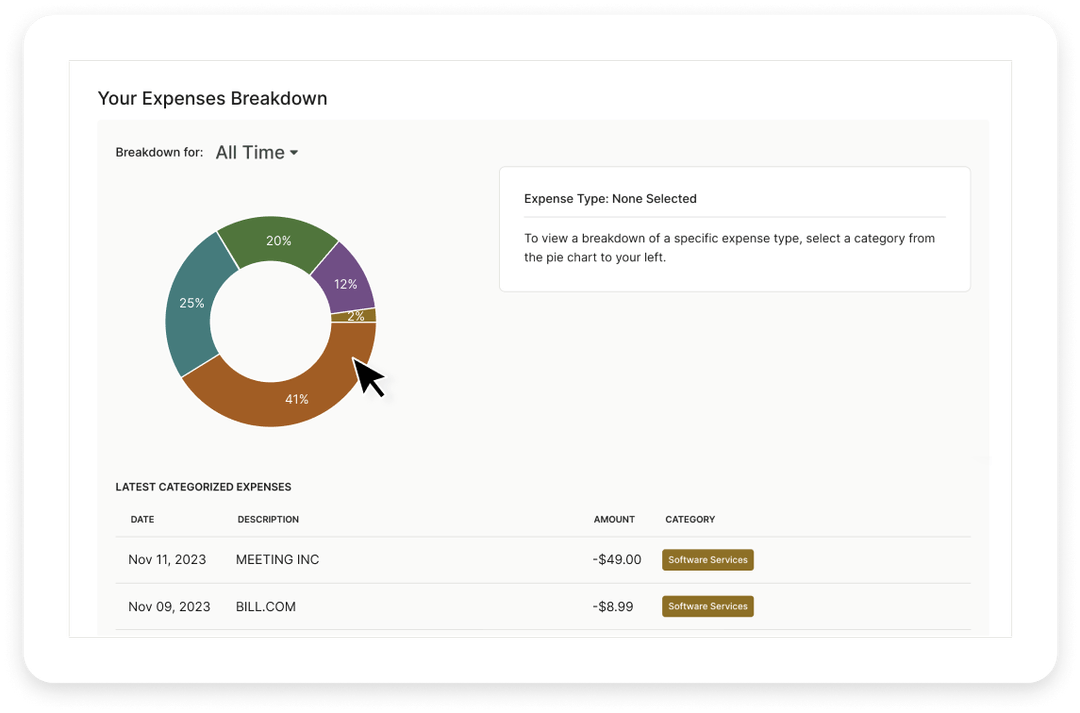 Your Expenses Breakdown
Breakdown for: All Time
Expense Type: None Selected
To view a breakdown of a specific expense type, select a category from
the pie chart to your left.
20%
12%
25%
2%
41%
LATEST CATEGORIZED EXPENSES
DATE DESCRIPTION AMOUNT CATEGORY
Nov 11, 2023 MEETING INC -$49.00 Software Services
Nov 09, 2023 BILL.COM -$8.99 Software Services